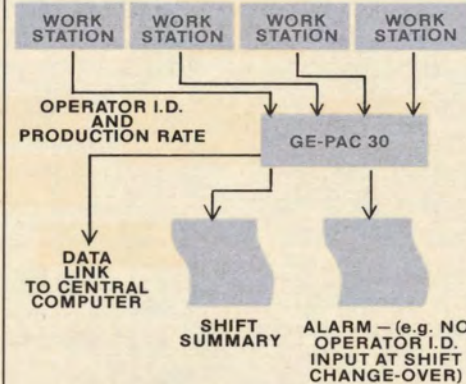 WORK
STATION
WORK
STATION
WORK
STATION
WORK
STATION
OPERATOR I.D.
AND
PRODUCTION RATE
GE-PAC 30
DATA
LINK
TO CENTRAL
COMPUTER
SHIFT
SUMMARY
ALARM — (e.g. NO
OPERATOR I.D.
INPUT AT SHIFT
CHANGE-OVER)